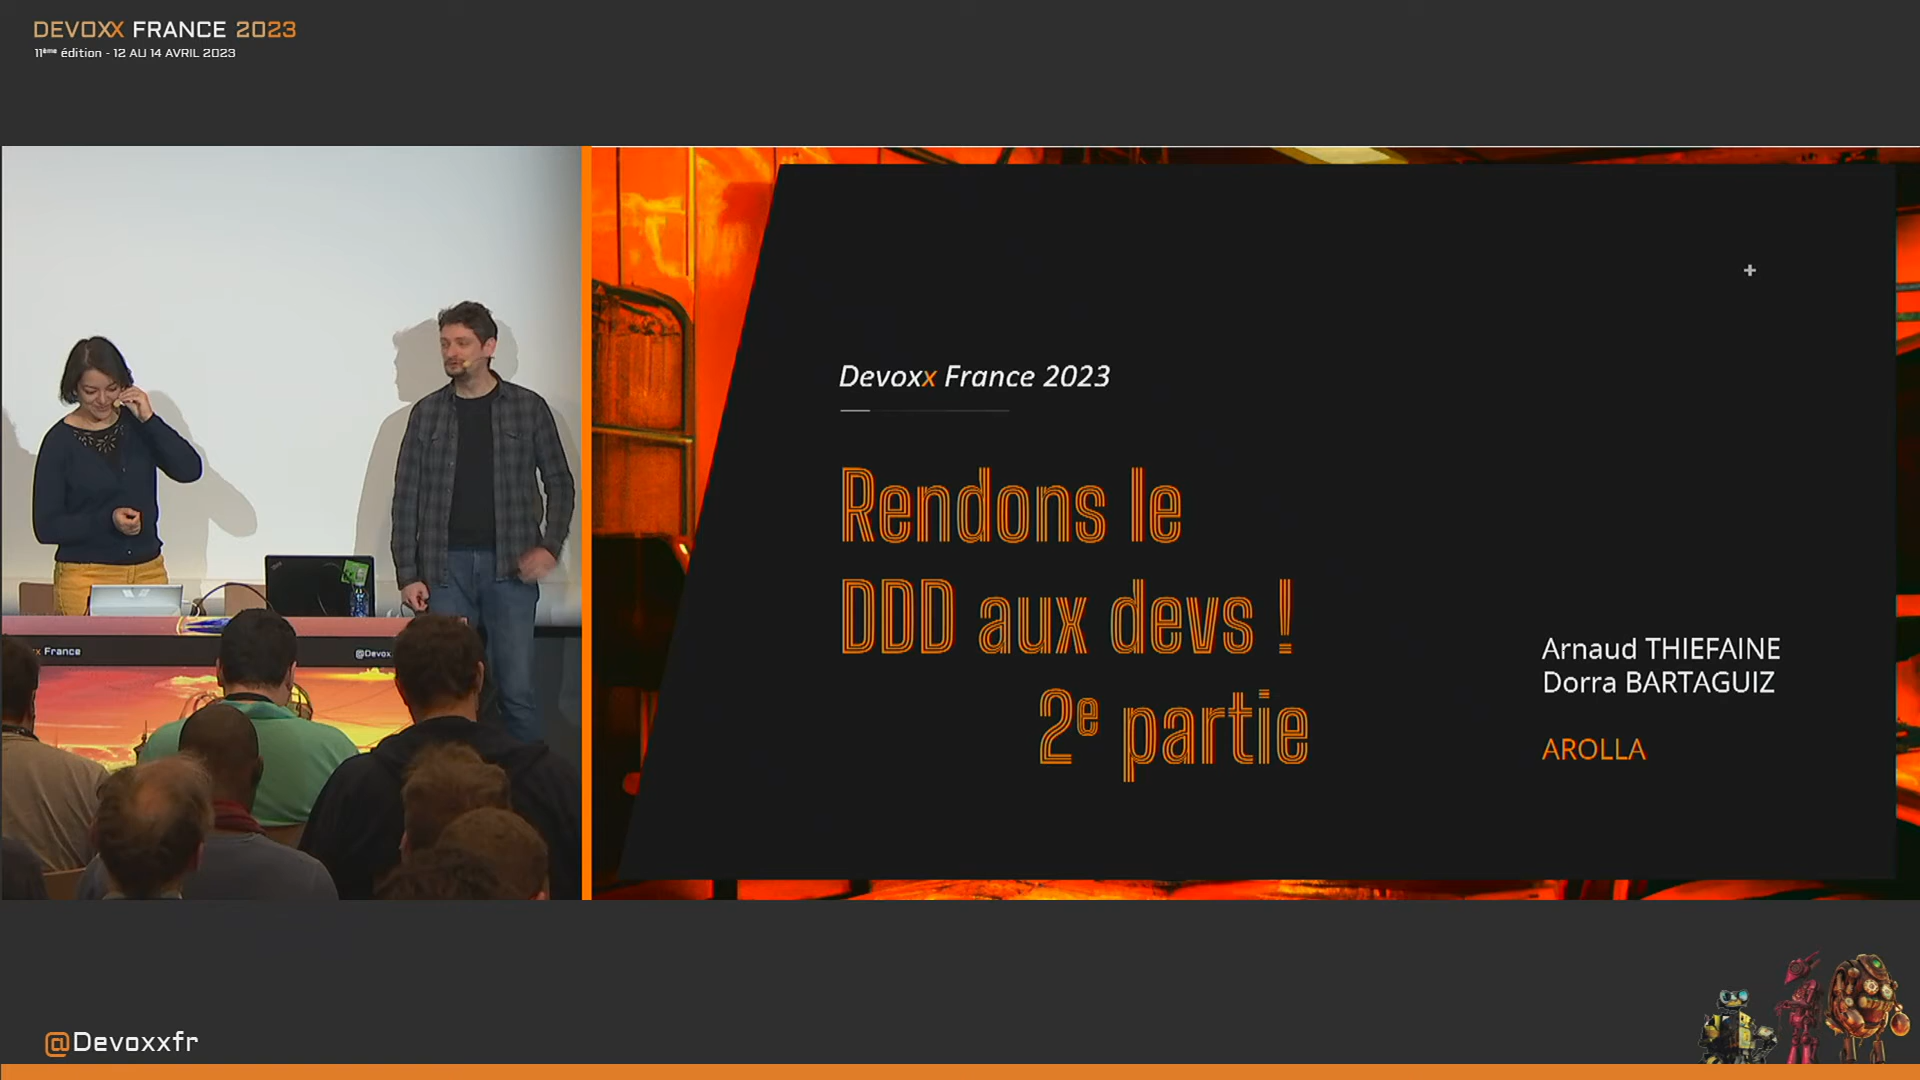 DEVOXX FRANCE 2023
11ème édition - 12 AU 14 AVRIL 2023
Devoxx France 2023
Rendons le
DDD aux devs !
2e partie
Arnaud THIEFAINE
Dorra BARTAGUIZ
AROLLA
x France
@Devox
@Devoxxfr